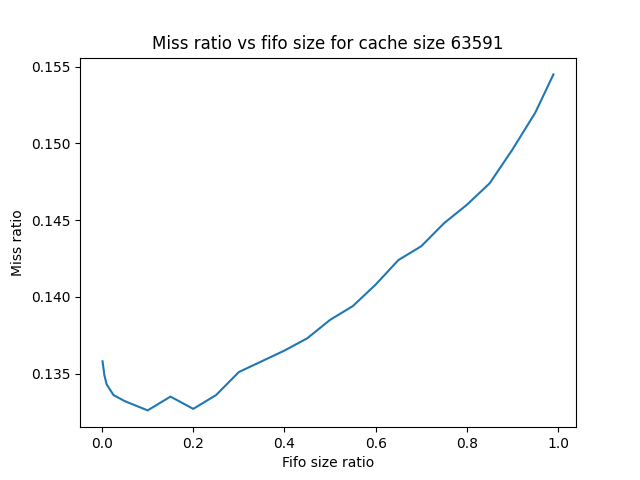 Miss ratio vs fifo size for cache size 63591
0.155
0.150
0.145
0.140
0.135
Miss ratio
0.0 0.2 0.4 0.6 0.8 1.0
Fifo size ratio